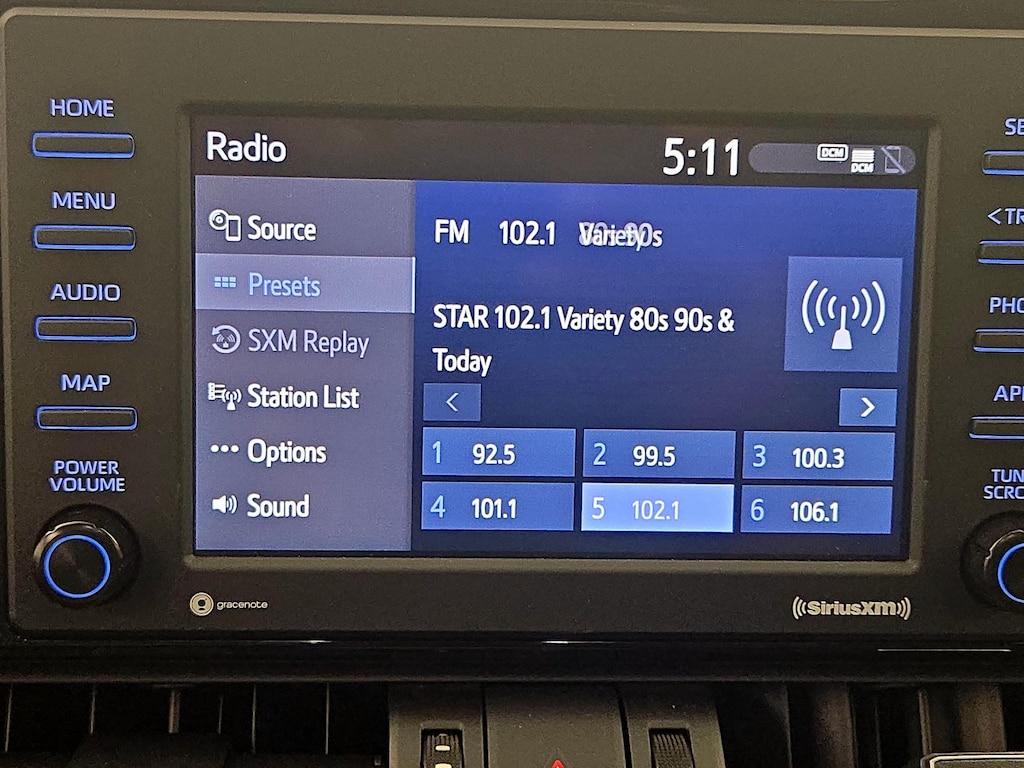 HOME
MENU
AUDIO
MAP
POWER
VOLUME
Radio
5:11
DCM
DCM
Source
Presets
SXM Replay
Station List
Options
Sound
FM 102.1
STAR 102.1 Variety 80s 90s &
Today
<
>
1 92.5
2 99.5
3 100.3
4 101.1
5 102.1
6 106.1
gracenote
SiriusXM